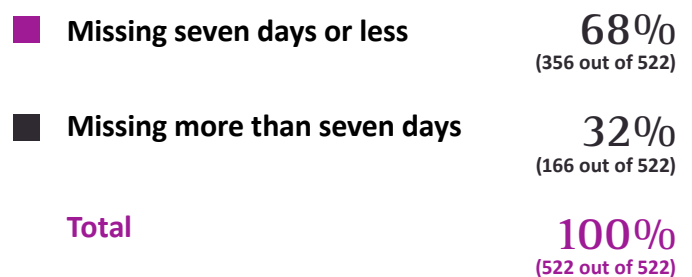 Missing seven days or less 68%
(356 out of 522)
Missing more than seven days 32%
(166 out of 522)
Total 100%
(522 out of 522)